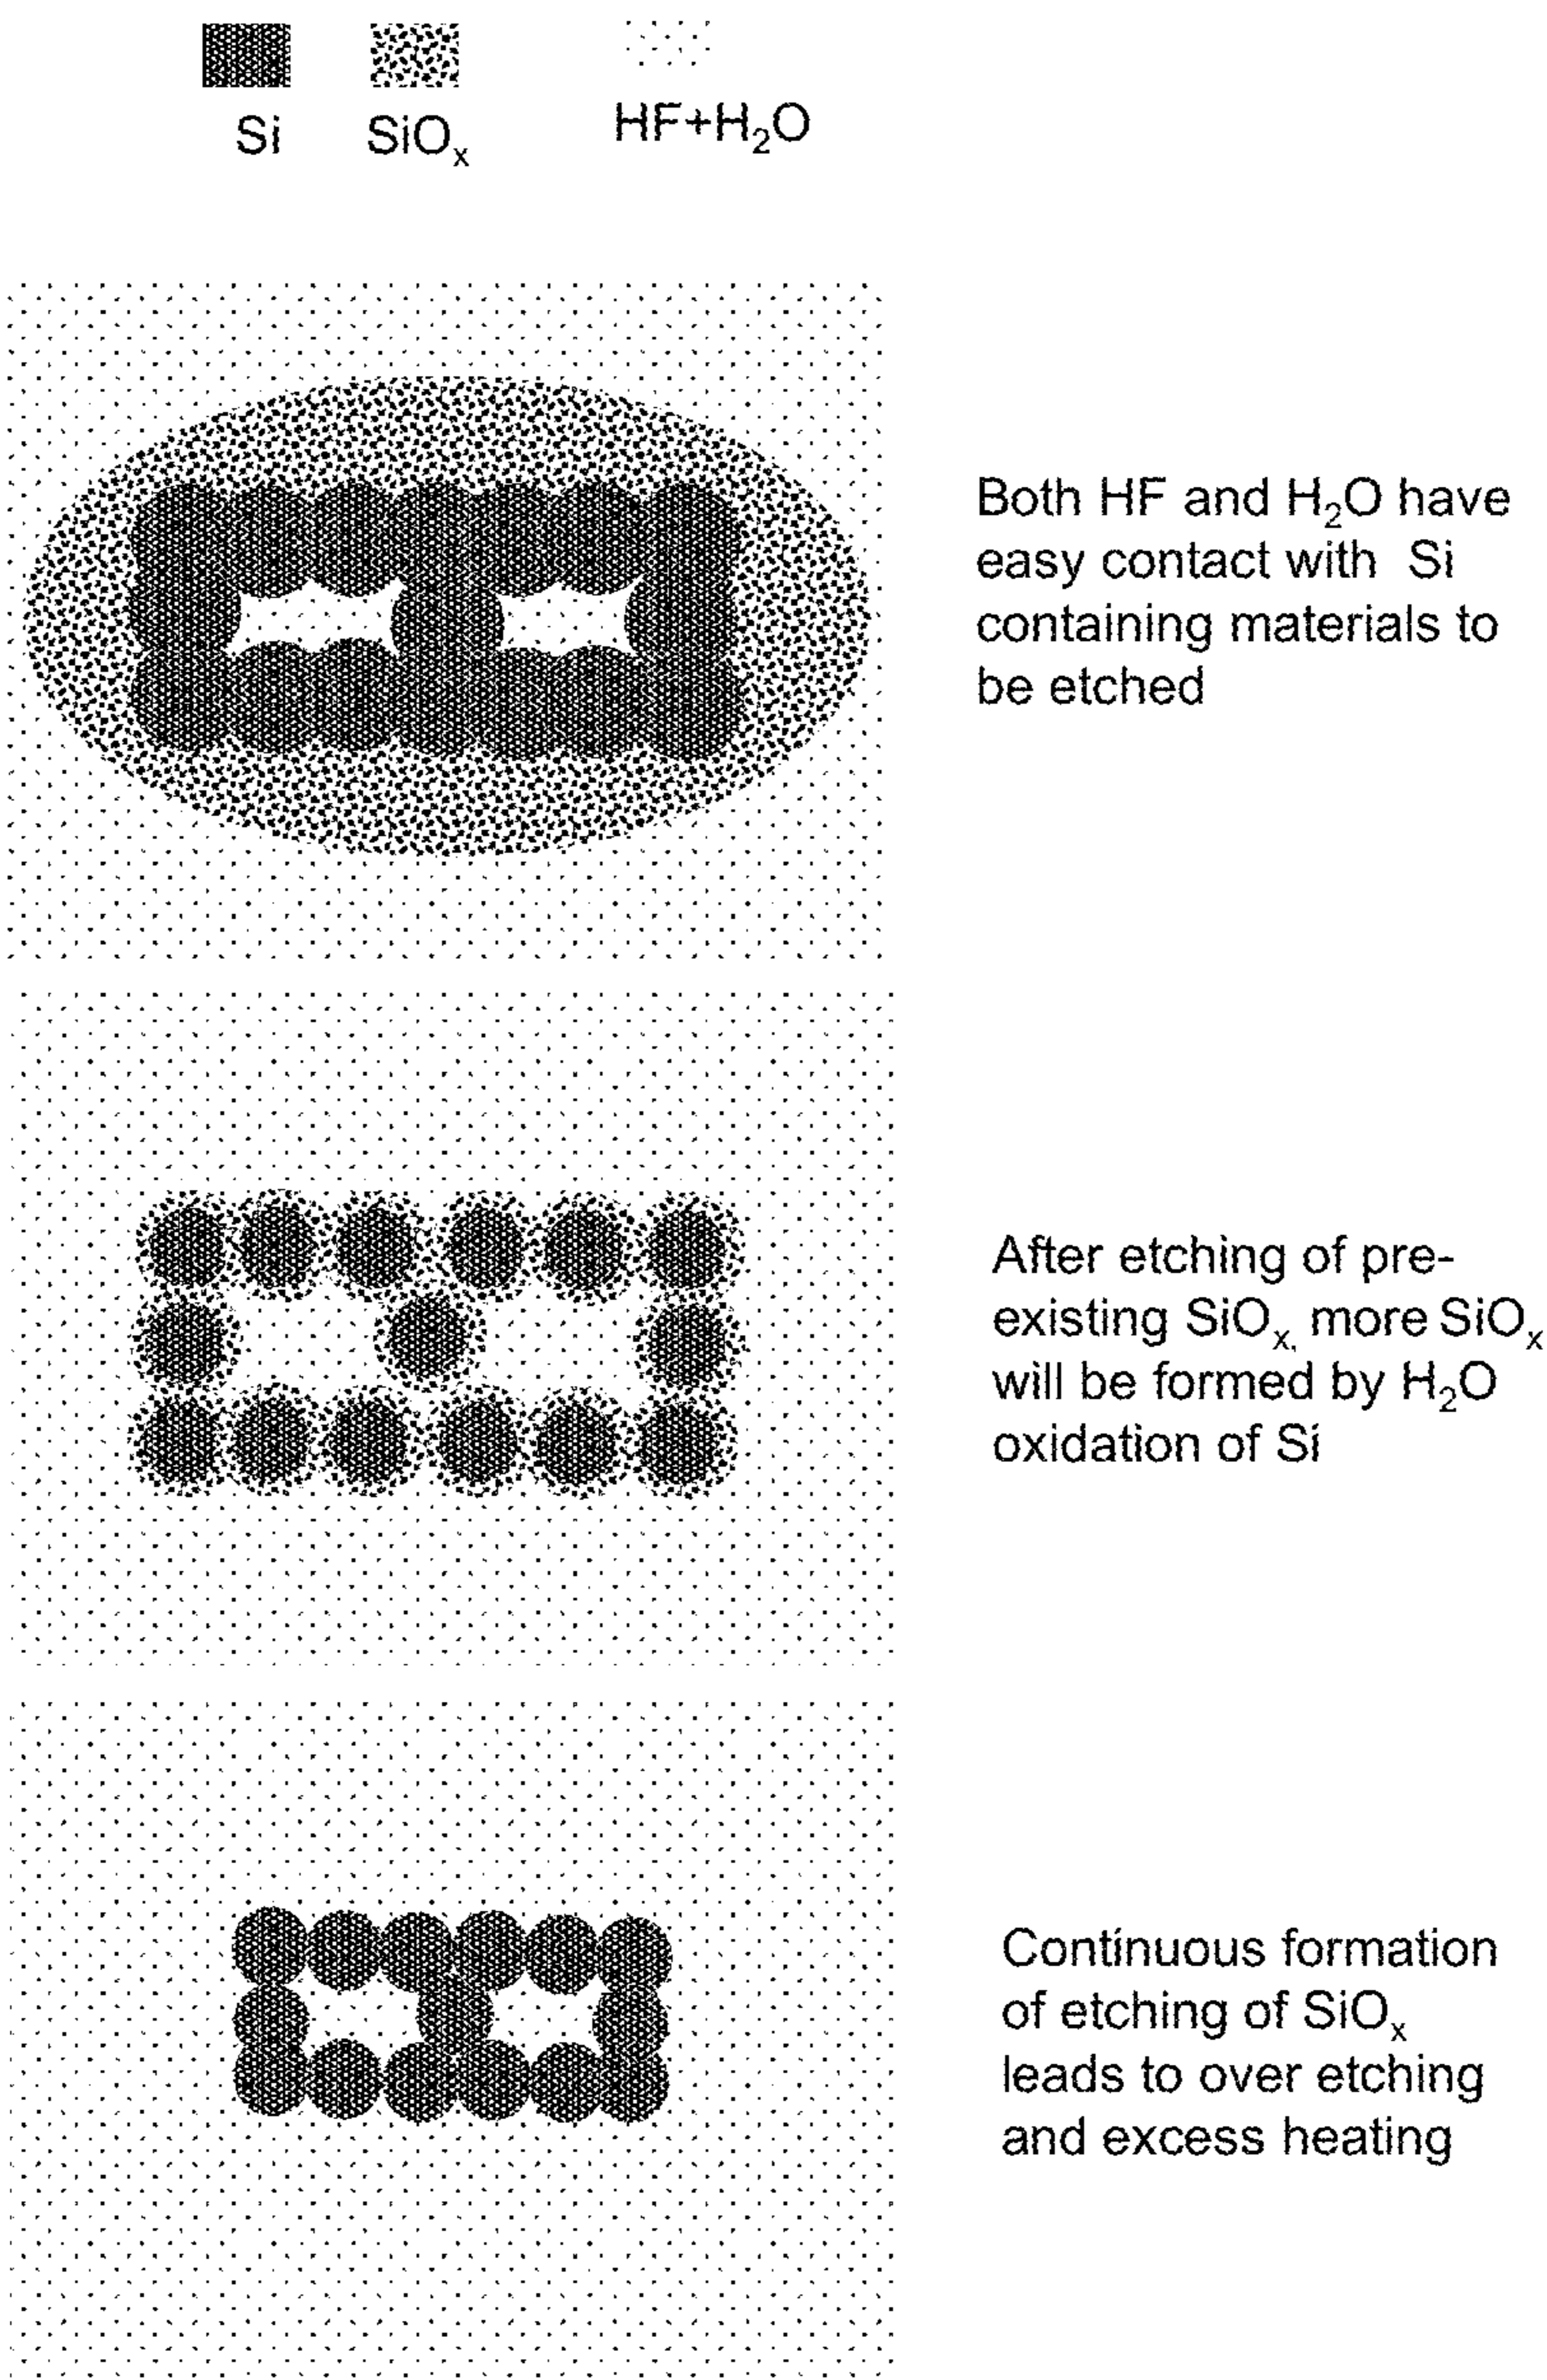 Si SiOₓ HF+H₂O
Both HF and H₂O have
easy contact with Si
containing materials to
be etched
After etching of pre-
existing SiOₓ, more SiOₓ
will be formed by H₂O
oxidation of Si
Continuous formation
of etching of SiOₓ
leads to over etching
and excess heating